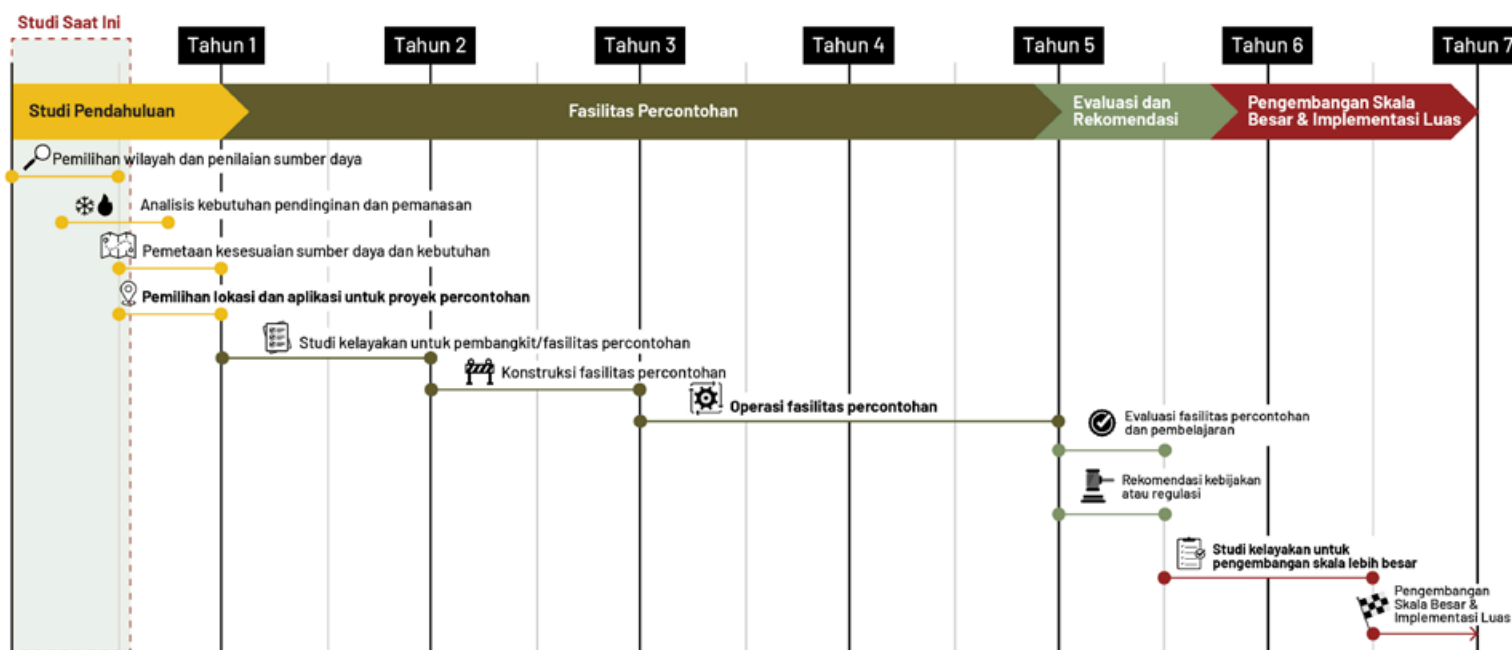 Studi Saat Ini
Tahun 1
Tahun 2
Tahun 3
Tahun 4
Tahun 5
Tahun 6
Tahun 7
Studi Pendahuluan
Fasilitas Percontohan
Evaluasi dan
Rekomendasi
Pengembangan Skala
Besar & Implementasi Luas
Pemilihan wilayah dan penilaian sumber daya
Analisis kebutuhan pendinginan dan pemanasan
Pemetaan kesesuaian sumber daya dan kebutuhan
Pemilihan lokasi dan aplikasi untuk proyek percontohan
Studi kelayakan untuk pembangkit/fasilitas percontohan
Konstruksi fasilitas percontohan
Operasi fasilitas percontohan
Evaluasi fasilitas percontohan
dan pembelajaran
Rekomendasi kebijakan
atau regulasi
Studi kelayakan untuk
pengembangan skala lebih besar
Pengembangan
Skala Besar &
Implementasi Luas